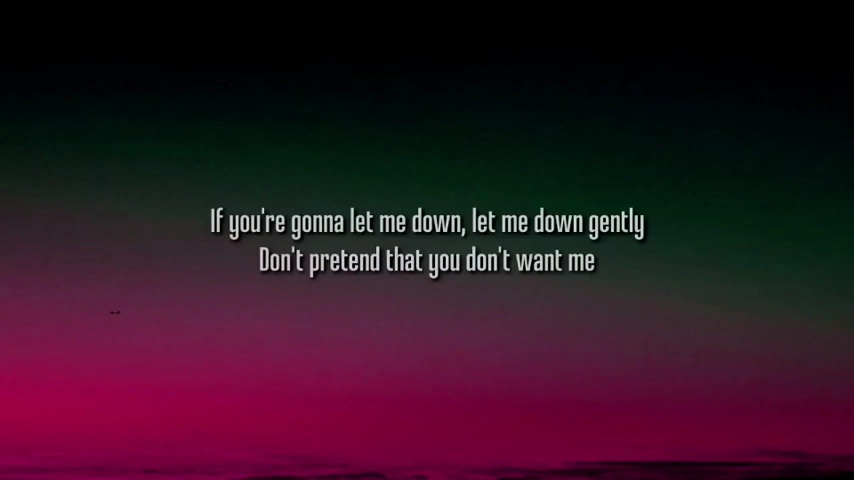 If you're gonna let me down, let me down gently
Don't pretend that you don't want me